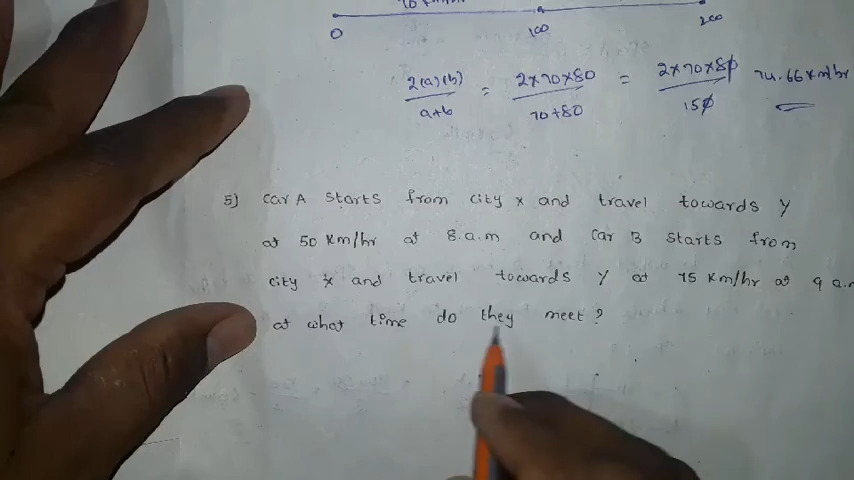 0 100 200
2(a)(b) / a+b = 2×70×80 / 70+80 = 2×70×80 / 150 74.66 km/hr
5) Car A starts from city x and travel towards y
at 50 km/hr at 8.a.m and Car B starts from
city x and travel towards y at 75 km/hr at 9 a.m
at what time do they meet?